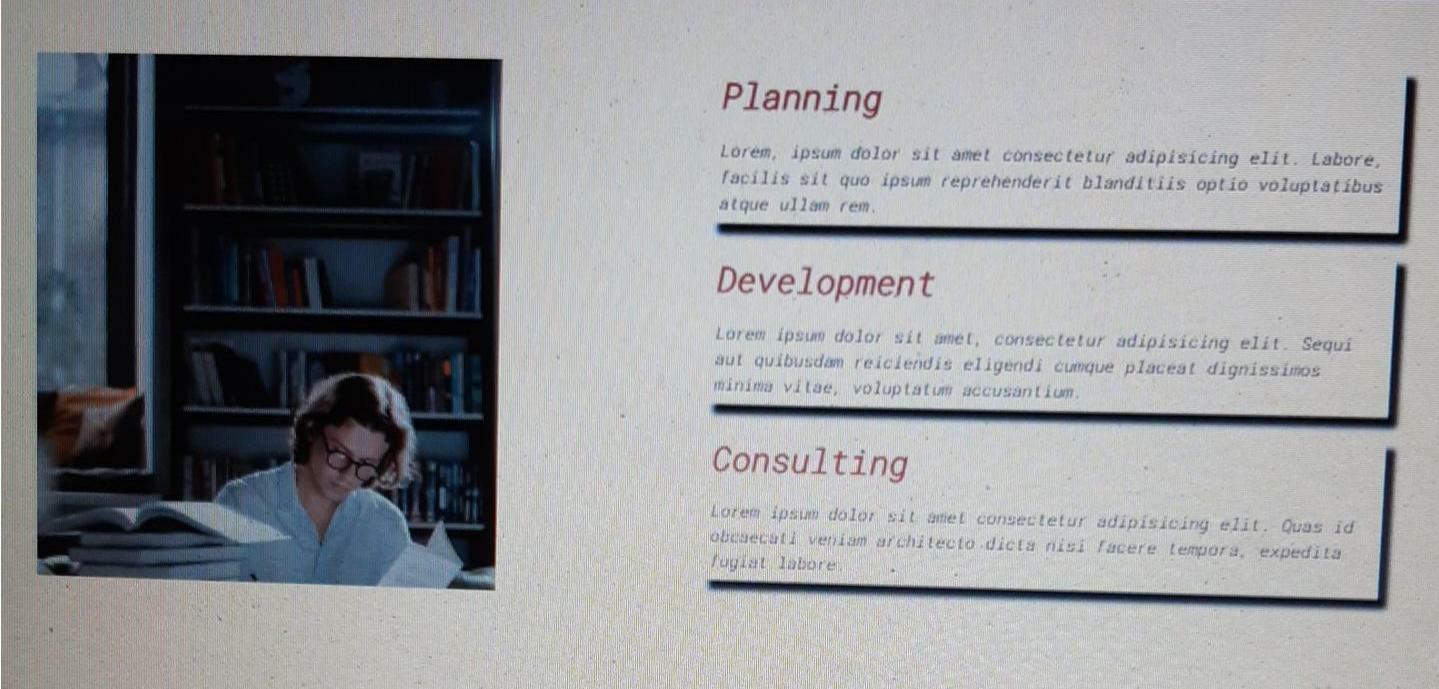 Planning
Lorem, ipsum dolor sit amet consectetur adipisicing elit. Labore,
facilis sit quo ipsum reprehenderit blanditiis optio voluptatibus
atque ullam rem.
Development
Lorem ipsum dolor sit amet, consectetur adipisicing elit. Sequi
aut quibusdam reiciendis eligendi cumque placeat dignissimos
minima vitae, voluptatum accusantium.
Consulting
Lorem ipsum dolor sit amet consectetur adipisicing elit. Quas id
obcaecati veniam architecto dicta nisi facere tempora, expedita
fugiat labore.